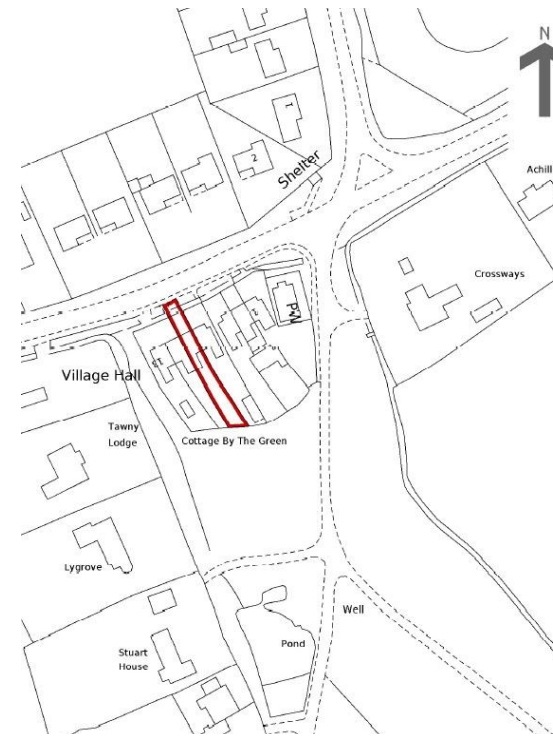 N
1
2
Shelter
Achill
Crossways
PW
Village Hall
Tawny
Lodge
Cottage By The Green
Lygrove
Well
Stuart
House
Pond